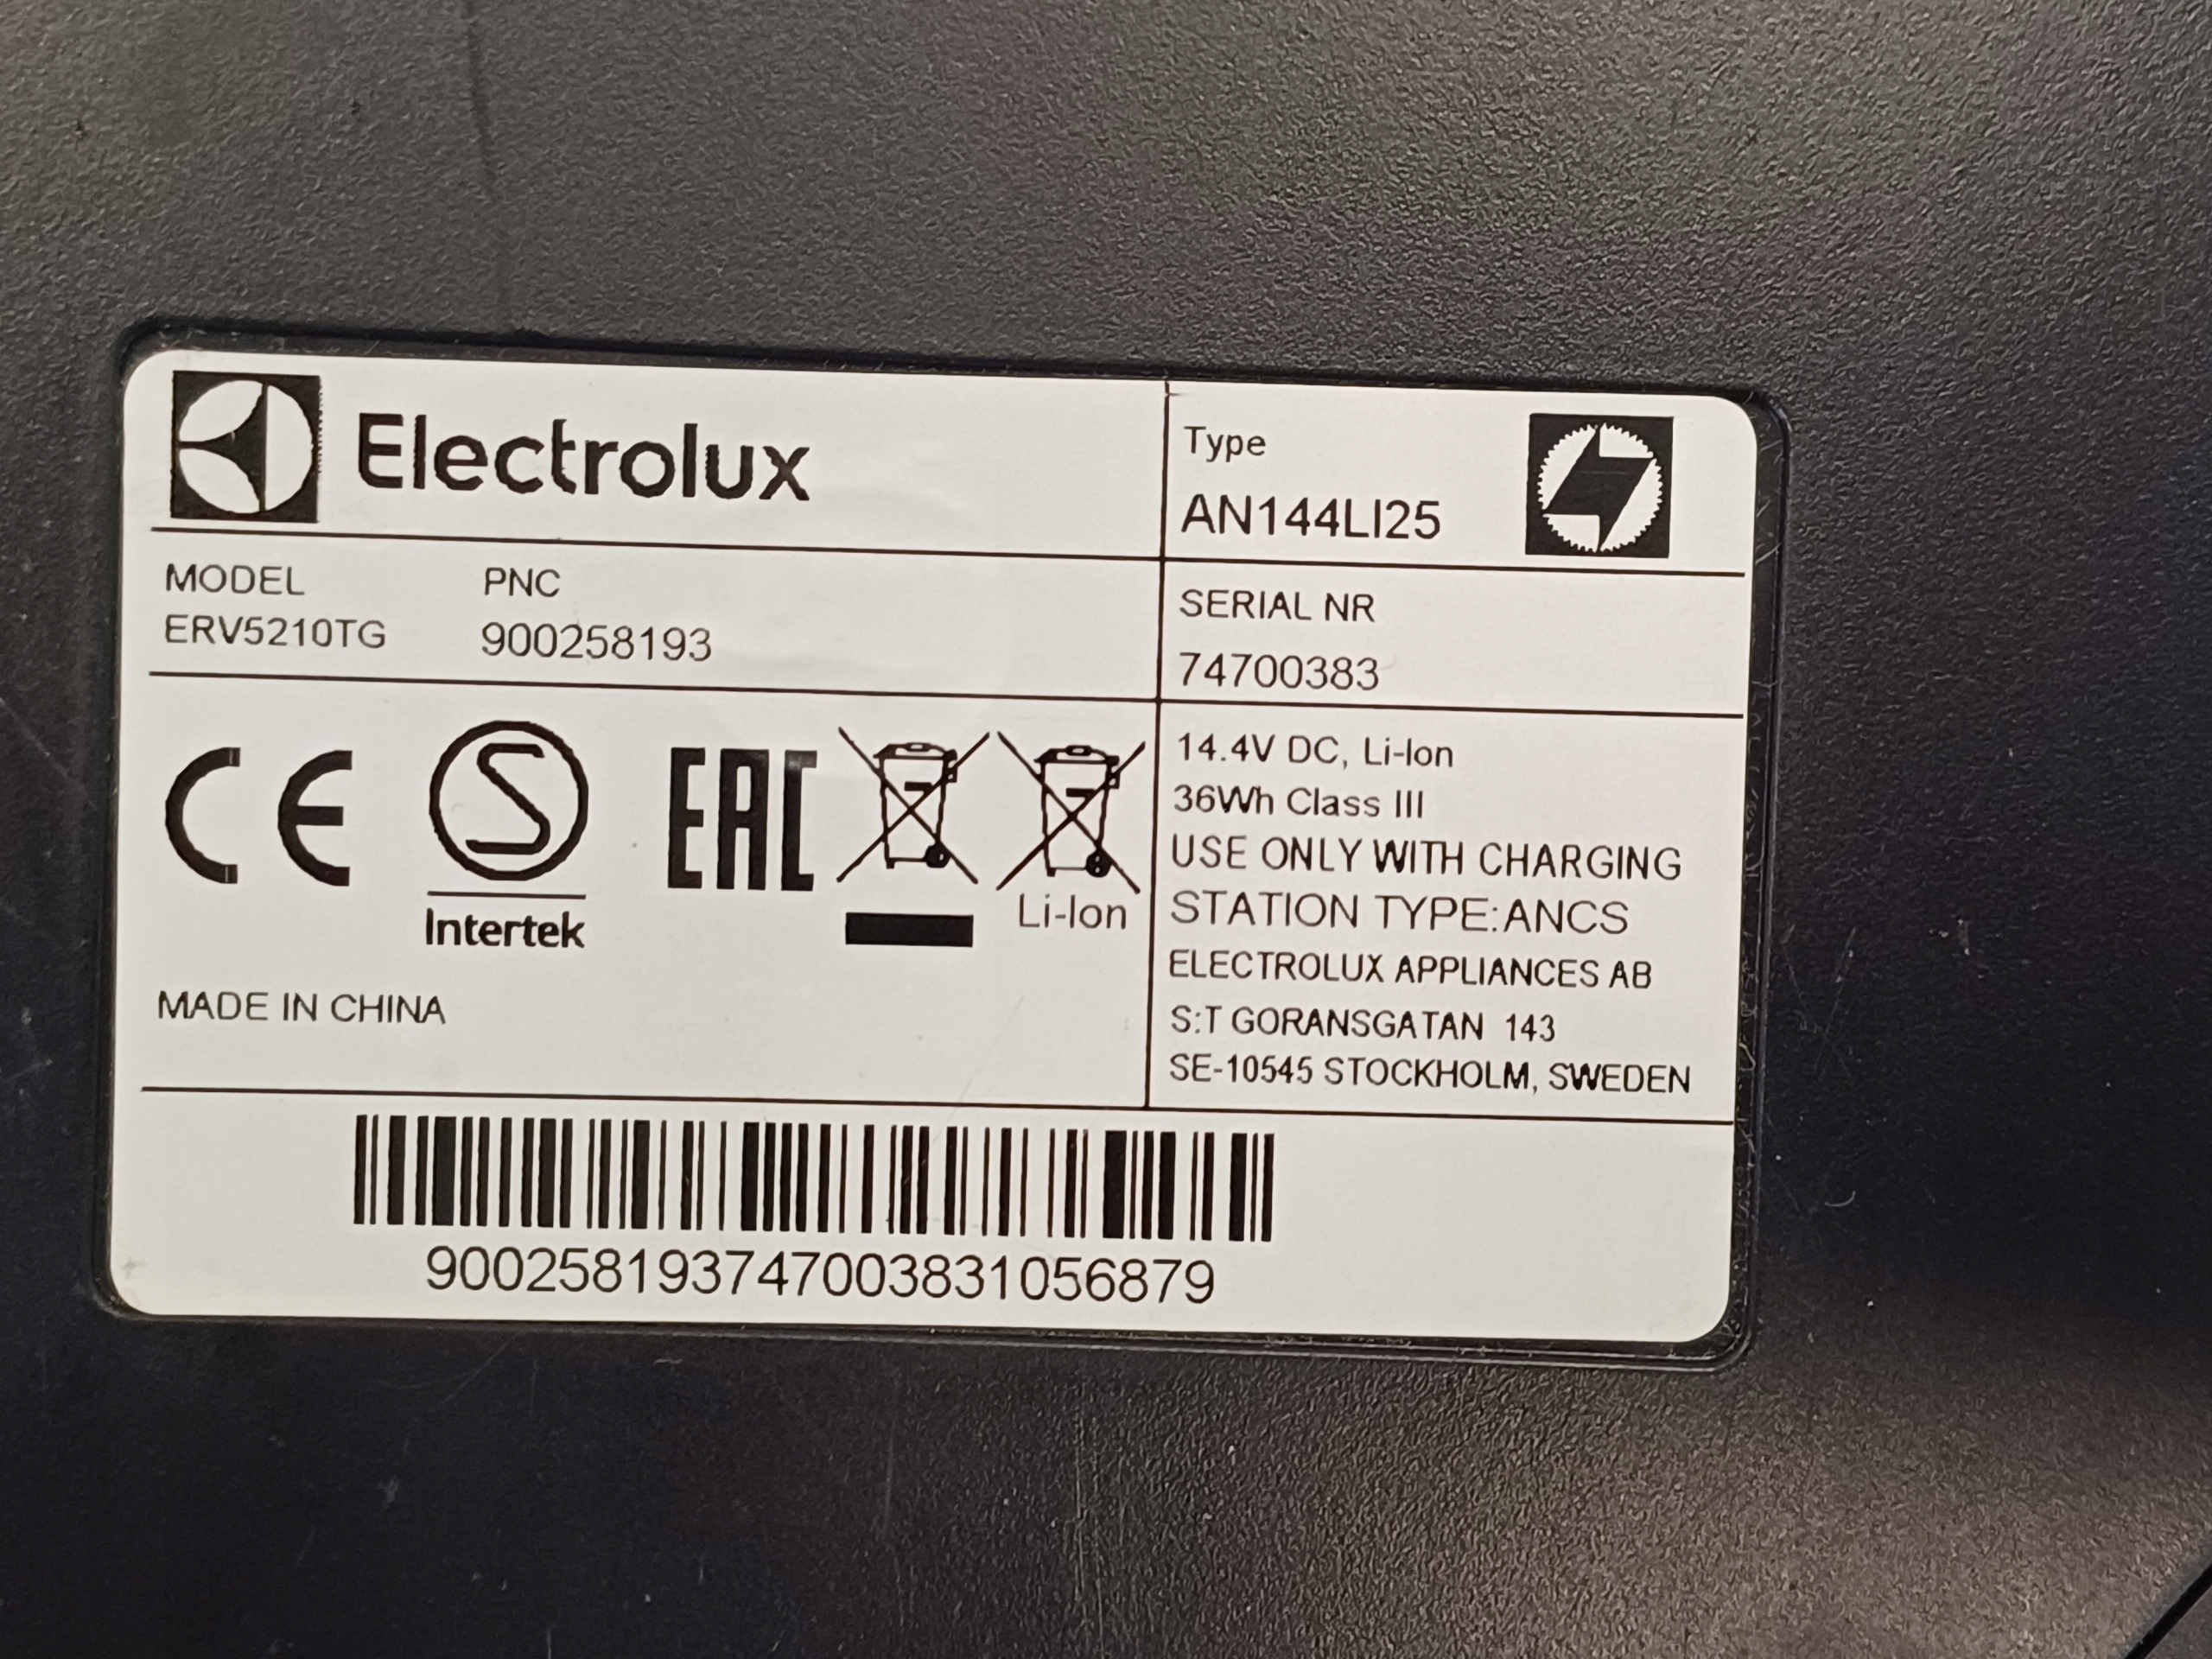 Electrolux
Type
AN144LI25
MODEL PNC
ERV5210TG 900258193
SERIAL NR
74700383
CE
S
Intertek
EAC
Li-Ion
MADE IN CHINA
14.4V DC, Li-Ion
36Wh Class III
USE ONLY WITH CHARGING
STATION TYPE:ANCS
ELECTROLUX APPLIANCES AB
S:T GORANSGATAN 143
SE-10545 STOCKHOLM, SWEDEN
900258193747003831056879